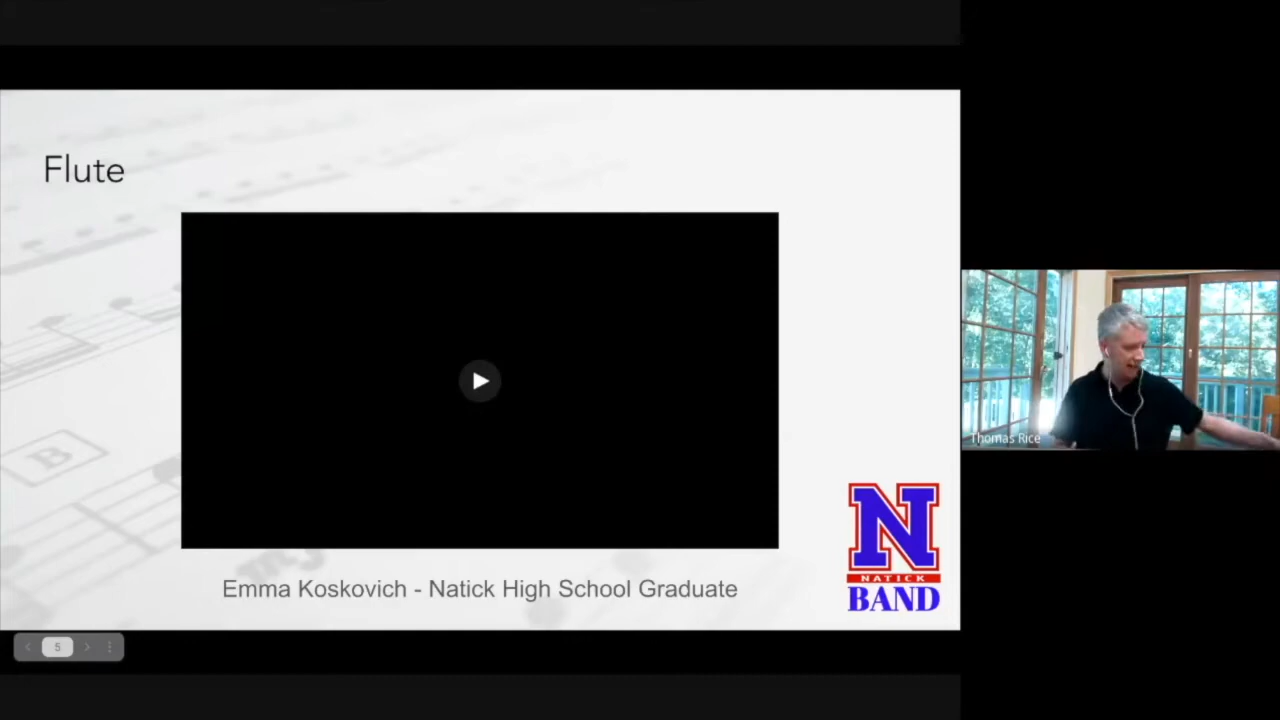 Flute
B
Emma Koskovich - Natick High School Graduate
N
NATICK
BAND
5
Thomas Rice